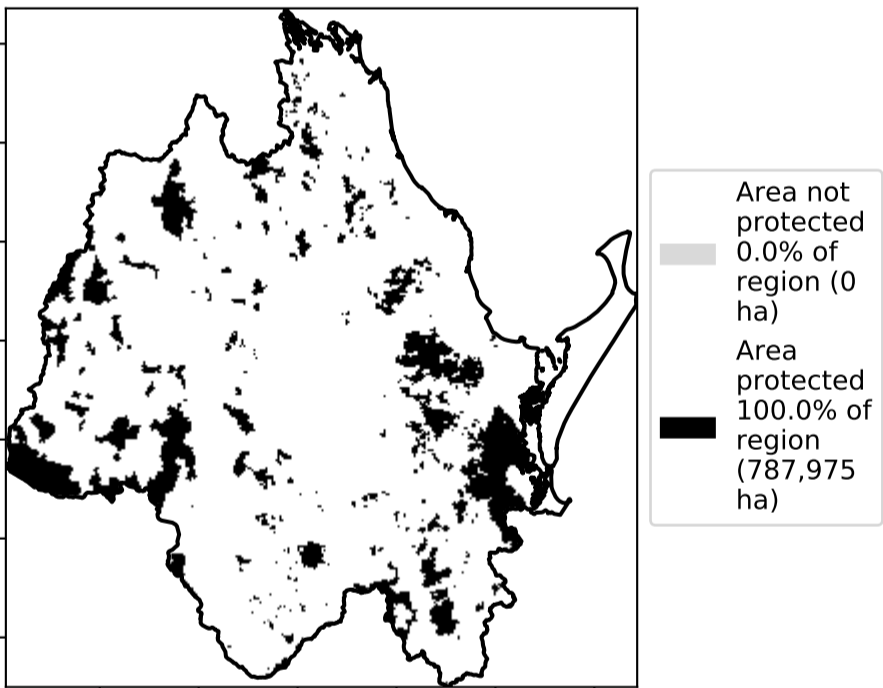 Area not
protected
0.0% of
region (0
ha)
Area
protected
100.0% of
region
(787,975
ha)